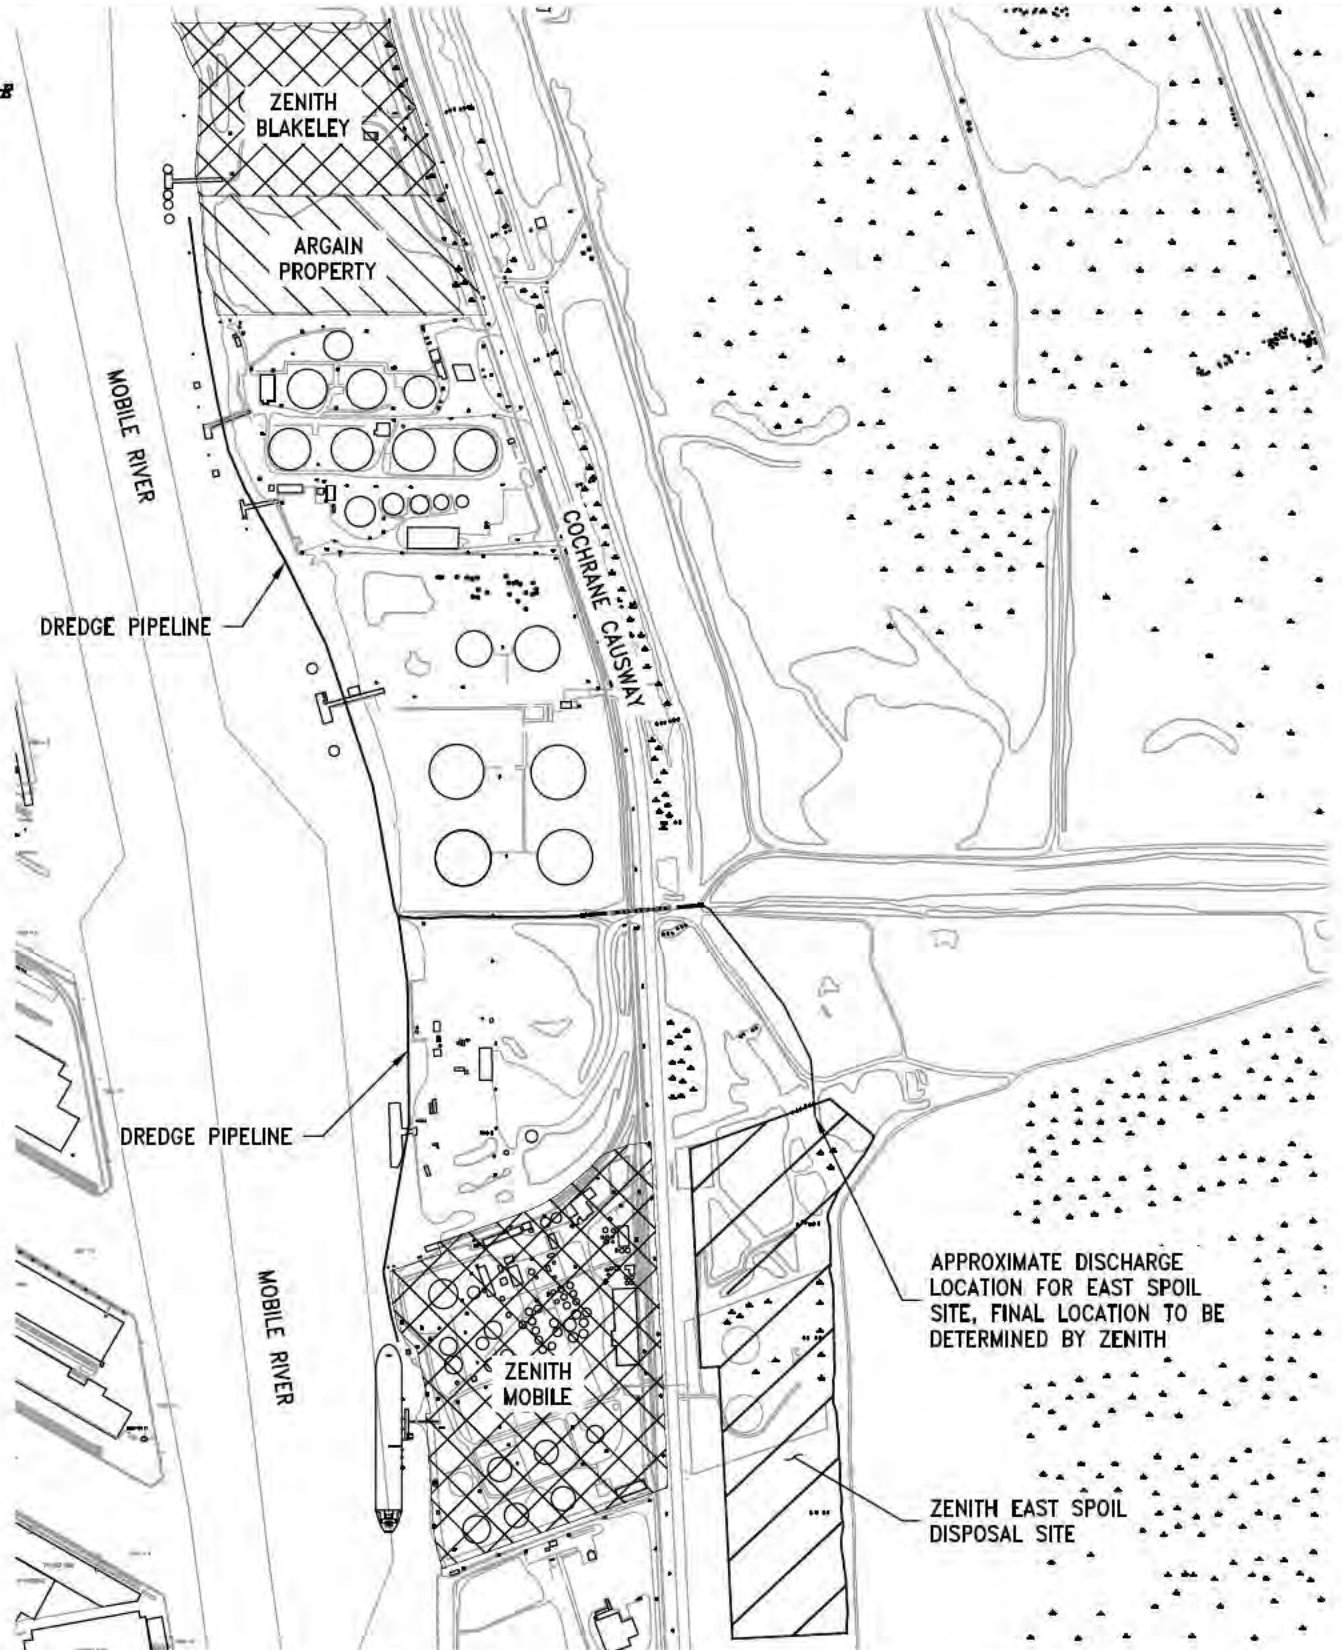 ZENITH
BLAKELEY
ARGAIN
PROPERTY
MOBILE RIVER
COCHRANE CAUSWAY
DREDGE PIPELINE
DREDGE PIPELINE
MOBILE RIVER
ZENITH
MOBILE
APPROXIMATE DISCHARGE
LOCATION FOR EAST SPOIL
SITE, FINAL LOCATION TO BE
DETERMINED BY ZENITH
ZENITH EAST SPOIL
DISPOSAL SITE